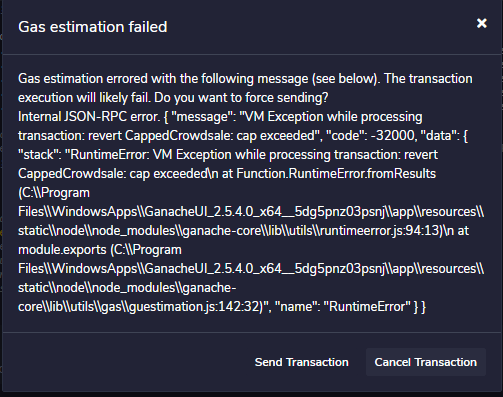 Gas estimation failed
×
Gas estimation errored with the following message (see below). The transaction
execution will likely fail. Do you want to force sending?
Internal JSON-RPC error. { "message": "VM Exception while processing
transaction: revert CappedCrowdsale: cap exceeded", "code": -32000, "data": {
"stack": "RuntimeError: VM Exception while processing transaction: revert
CappedCrowdsale: cap exceeded\n at Function.RuntimeError.fromResults
(C:\\Program
Files\\WindowsApps\\GanacheUI_2.5.4.0_x64__5dg5pnz03psnj\\app\\resources\\
static\\node\\node_modules\\ganache-core\\lib\\utils\\runtimeerror.js:94:13)\n at
module.exports (C:\\Program
Files\\WindowsApps\\GanacheUI_2.5.4.0_x64__5dg5pnz03psnj\\app\\resources\\
static\\node\\node_modules\\ganache-
core\\lib\\utils\\gas\\guestimation.js:142:32)", "name": "RuntimeError" } }
Send Transaction Cancel Transaction